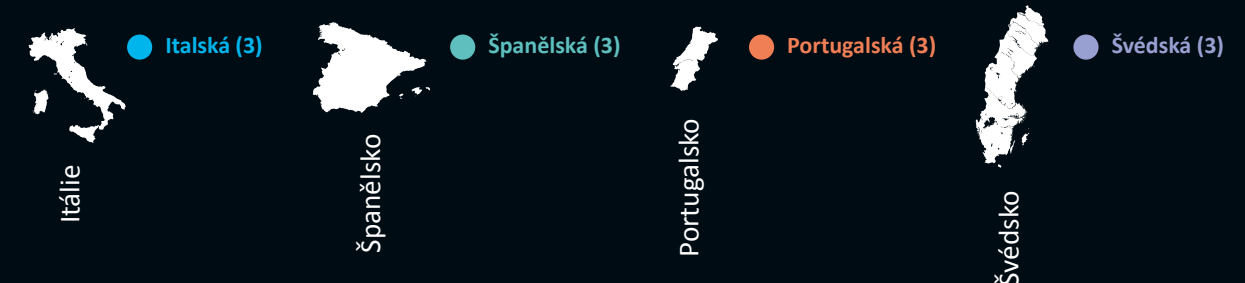 Italská (3)
Itálie
Španělská (3)
Španělsko
Portugalská (3)
Portugalsko
Švédská (3)
Švédsko